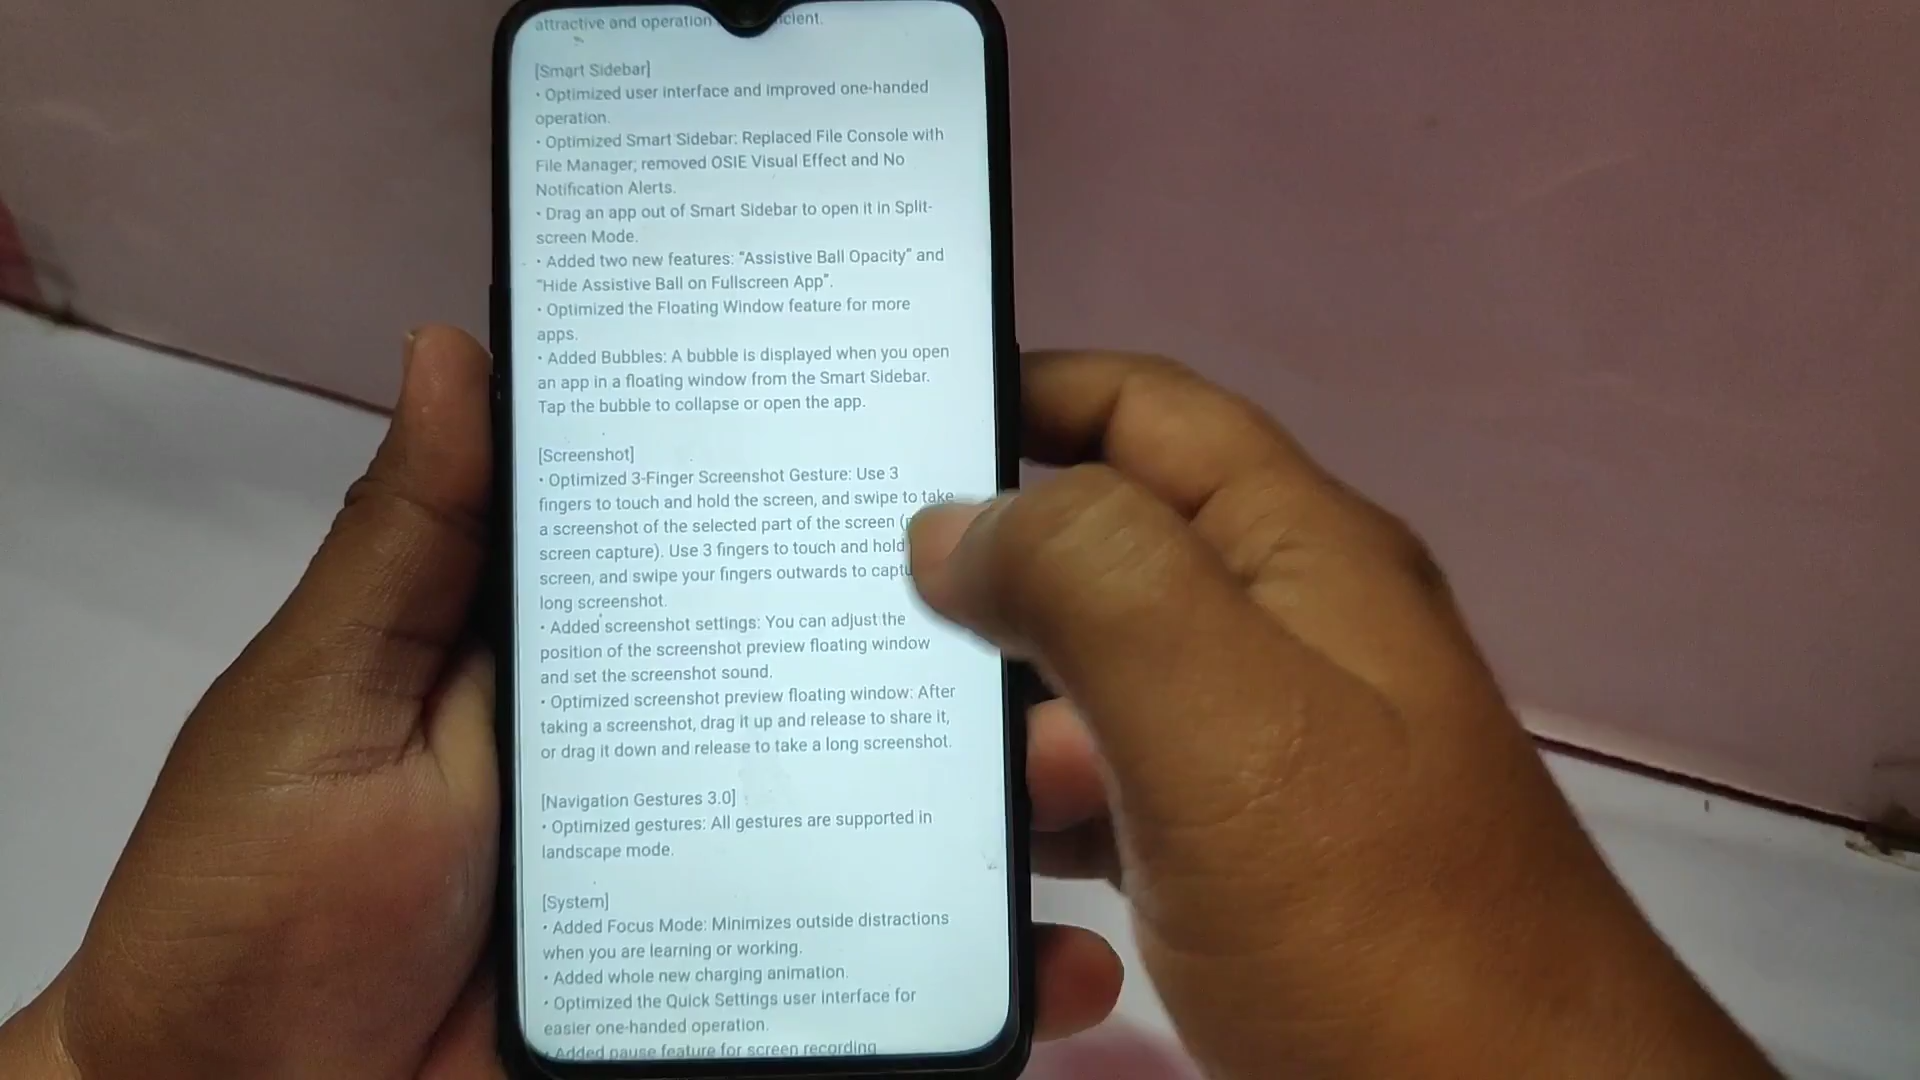 attractive and operation
[Smart Sidebar]
• Optimized user interface and improved one-handed
operation.
• Optimized Smart Sidebar: Replaced File Console with
File Manager; removed OSIE Visual Effect and No
Notification Alerts.
• Drag an app out of Smart Sidebar to open it in Split-
screen Mode.
• Added two new features: "Assistive Ball Opacity" and
"Hide Assistive Ball on Fullscreen App".
• Optimized the Floating Window feature for more
apps.
• Added Bubbles: A bubble is displayed when you open
an app in a floating window from the Smart Sidebar.
Tap the bubble to collapse or open the app.
[Screenshot]
• Optimized 3-Finger Screenshot Gesture: Use 3
fingers to touch and hold the screen, and swipe to take
a screenshot of the selected part of the screen
screen capture). Use 3 fingers to touch and hold
screen, and swipe your fingers outwards to
long screenshot.
• Added screenshot settings: You can adjust the
position of the screenshot preview floating window
and set the screenshot sound.
• Optimized screenshot preview floating window: After
taking a screenshot, drag it up and release to share it,
or drag it down and release to take a long screenshot.
[Navigation Gestures 3.0]
• Optimized gestures: All gestures are supported in
landscape mode.
[System]
• Added Focus Mode: Minimizes outside distractions
when you are learning or working.
• Added whole new charging animation.
• Optimized the Quick Settings user interface for
easier one-handed operation.
• Added pause feature for screen recording